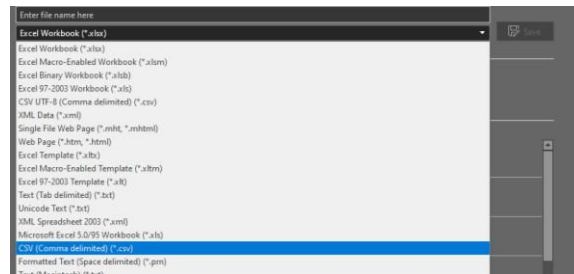 Enter file name here
Excel Workbook (*.xlsx)
Save
Excel Workbook (*.xlsx)
Excel Macro-Enabled Workbook (*.xlsm)
Excel Binary Workbook (*.xlsb)
Excel 97-2003 Workbook (*.xls)
CSV UTF-8 (Comma delimited) (*.csv)
XML Data (*.xml)
Single File Web Page (*.mht, *.mhtml)
Web Page (*.htm, *.html)
Excel Template (*.xltx)
Excel Macro-Enabled Template (*.xltm)
Excel 97-2003 Template (*.xlt)
Text (Tab delimited) (*.txt)
Unicode Text (*.txt)
XML Spreadsheet 2003 (*.xml)
Microsoft Excel 5.0/95 Workbook (*.xls)
CSV (Comma delimited) (*.csv)
Formatted Text (Space delimited) (*.prn)
Text (Macintosh) (*.txt)